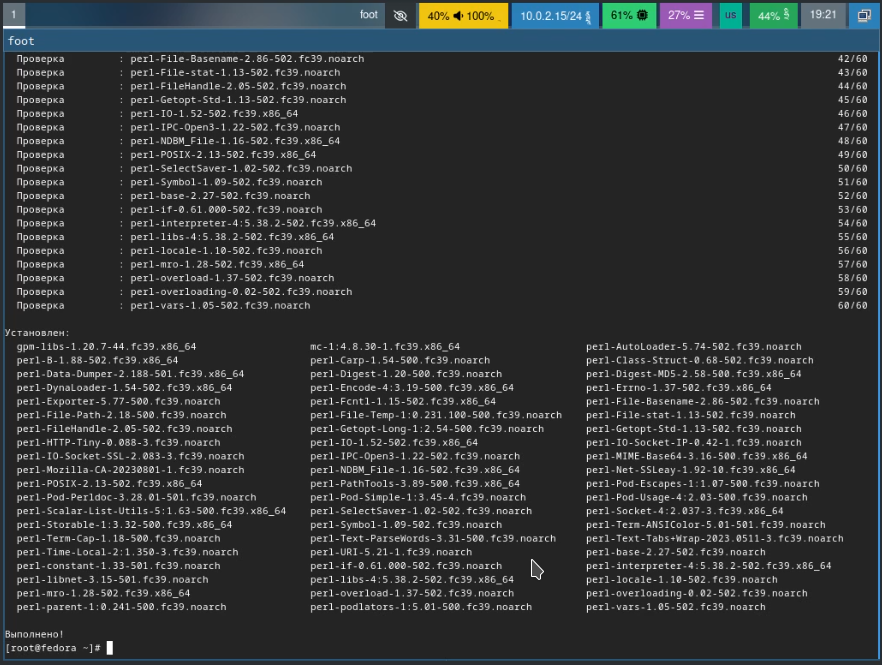 1 foot 40% 100% 10.0.2.15/24 61% 27% us 44% 19:21
foot
Проверка : perl-File-Basename-2.86-502.fc39.noarch 42/60
Проверка : perl-File-stat-1.13-502.fc39.noarch 43/60
Проверка : perl-FileHandle-2.05-502.fc39.noarch 44/60
Проверка : perl-Getopt-Std-1.13-502.fc39.noarch 45/60
Проверка : perl-IO-1.52-502.fc39.x86_64 46/60
Проверка : perl-IPC-Open3-1.22-502.fc39.noarch 47/60
Проверка : perl-NDBM_File-1.16-502.fc39.x86_64 48/60
Проверка : perl-POSIX-2.13-502.fc39.x86_64 49/60
Проверка : perl-SelectSaver-1.02-502.fc39.noarch 50/60
Проверка : perl-Symbol-1.09-502.fc39.noarch 51/60
Проверка : perl-base-2.27-502.fc39.noarch 52/60
Проверка : perl-if-0.61.000-502.fc39.noarch 53/60
Проверка : perl-interpreter-4:5.38.2-502.fc39.x86_64 54/60
Проверка : perl-libs-4:5.38.2-502.fc39.x86_64 55/60
Проверка : perl-locale-1.10-502.fc39.noarch 56/60
Проверка : perl-mro-1.28-502.fc39.x86_64 57/60
Проверка : perl-overload-1.37-502.fc39.noarch 58/60
Проверка : perl-overloading-0.02-502.fc39.noarch 59/60
Проверка : perl-vars-1.05-502.fc39.noarch 60/60
Установлен:
gpm-libs-1.20.7-44.fc39.x86_64 mc-1:4.8.30-1.fc39.x86_64 perl-AutoLoader-5.74-502.fc39.noarch
perl-B-1.88-502.fc39.x86_64 perl-Carp-1.54-500.fc39.noarch perl-Class-Struct-0.68-502.fc39.noarch
perl-Data-Dumper-2.188-501.fc39.x86_64 perl-Digest-1.20-500.fc39.noarch perl-Digest-MD5-2.58-500.fc39.x86_64
perl-DynaLoader-1.54-502.fc39.x86_64 perl-Encode-4:3.19-500.fc39.x86_64 perl-Errno-1.37-502.fc39.x86_64
perl-Exporter-5.77-500.fc39.noarch perl-Fcntl-1.15-502.fc39.x86_64 perl-File-Basename-2.86-502.fc39.noarch
perl-File-Path-2.18-500.fc39.noarch perl-File-Temp-1:0.231.100-500.fc39.noarch perl-File-stat-1.13-502.fc39.noarch
perl-FileHandle-2.05-502.fc39.noarch perl-Getopt-Long-1:2.54-500.fc39.noarch perl-Getopt-Std-1.13-502.fc39.noarch
perl-HTTP-Tiny-0.088-3.fc39.noarch perl-IO-1.52-502.fc39.x86_64 perl-IO-Socket-IP-0.42-1.fc39.noarch
perl-IO-Socket-SSL-2.083-3.fc39.noarch perl-IPC-Open3-1.22-502.fc39.noarch perl-MIME-Base64-3.16-500.fc39.x86_64
perl-Mozilla-CA-20230801-1.fc39.noarch perl-NDBM_File-1.16-502.fc39.x86_64 perl-Net-SSLeay-1.92-10.fc39.x86_64
perl-POSIX-2.13-502.fc39.x86_64 perl-PathTools-3.89-500.fc39.x86_64 perl-Pod-Escapes-1:1.07-500.fc39.noarch
perl-Pod-Perldoc-3.28.01-501.fc39.noarch perl-Pod-Simple-1:3.45-4.fc39.noarch perl-Pod-Usage-4:2.03-500.fc39.noarch
perl-Scalar-List-Utils-5:1.63-500.fc39.x86_64 perl-SelectSaver-1.02-502.fc39.noarch perl-Socket-4:2.037-3.fc39.x86_64
perl-Storable-1:3.32-500.fc39.x86_64 perl-Symbol-1.09-502.fc39.noarch perl-Term-ANSIColor-5.01-501.fc39.noarch
perl-Term-Cap-1.18-500.fc39.noarch perl-Text-ParseWords-3.31-500.fc39.noarch perl-Text-Tabs+Wrap-2023.0511-3.fc39.noarch
perl-Time-Local-2:1.350-3.fc39.noarch perl-URI-5.21-1.fc39.noarch perl-base-2.27-502.fc39.noarch
perl-constant-1.33-501.fc39.noarch perl-if-0.61.000-502.fc39.noarch perl-interpreter-4:5.38.2-502.fc39.x86_64
perl-libnet-3.15-501.fc39.noarch perl-libs-4:5.38.2-502.fc39.x86_64 perl-locale-1.10-502.fc39.noarch
perl-mro-1.28-502.fc39.x86_64 perl-overload-1.37-502.fc39.noarch perl-overloading-0.02-502.fc39.noarch
perl-parent-1:0.241-500.fc39.noarch perl-podlators-1:5.01-500.fc39.noarch perl-vars-1.05-502.fc39.noarch
Выполнено!
[root@fedora ~]#